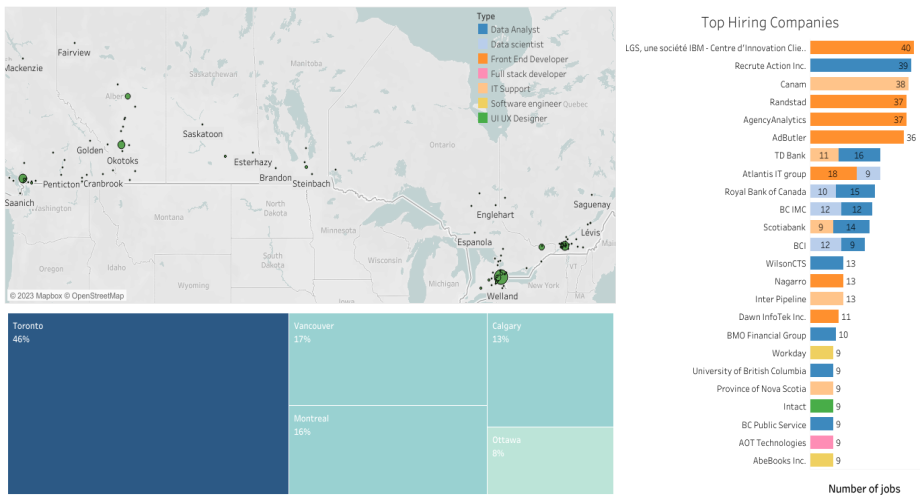 Type
Data Analyst
Data scientist
Front End Developer
Full stack developer
IT Support
Software engineer
UI UX Designer
Fairview
Mackenzie
Saskatchewan
Manitoba
Alber
Quebec
Saskatoon
Ontario
Golden
Okotoks
Esterhazy
Brandon
Steinbach
Penticton
Cranbrook
Saanich
Washington
Montana
North
Dakota
Minnesota
Englehart
Saguenay
Espanola
Lévis
Mai
Oregon
Idaho
South
Dakota
Wisconsin
Wyoming
Michigan
New York
VT
MA
Iowa
Welland
© 2023 Mapbox © OpenStreetMap
Toronto
46%
Vancouver
17%
Calgary
13%
Montreal
16%
Ottawa
8%
Top Hiring Companies
LGS, une société IBM - Centre d'Innovation Clie.. 40
Recrute Action Inc. 39
Canam 38
Randstad 37
AgencyAnalytics 37
AdButler 36
TD Bank 11 16
Atlantis IT group 18 9
Royal Bank of Canada 10 15
BC IMC 12 12
Scotiabank 9 14
BCI 12 9
WilsonCTS 13
Nagarro 13
Inter Pipeline 13
Dawn InfoTek Inc. 11
BMO Financial Group 10
Workday 9
University of British Columbia 9
Province of Nova Scotia 9
Intact 9
BC Public Service 9
AOT Technologies 9
AbeBooks Inc. 9
Number of jobs